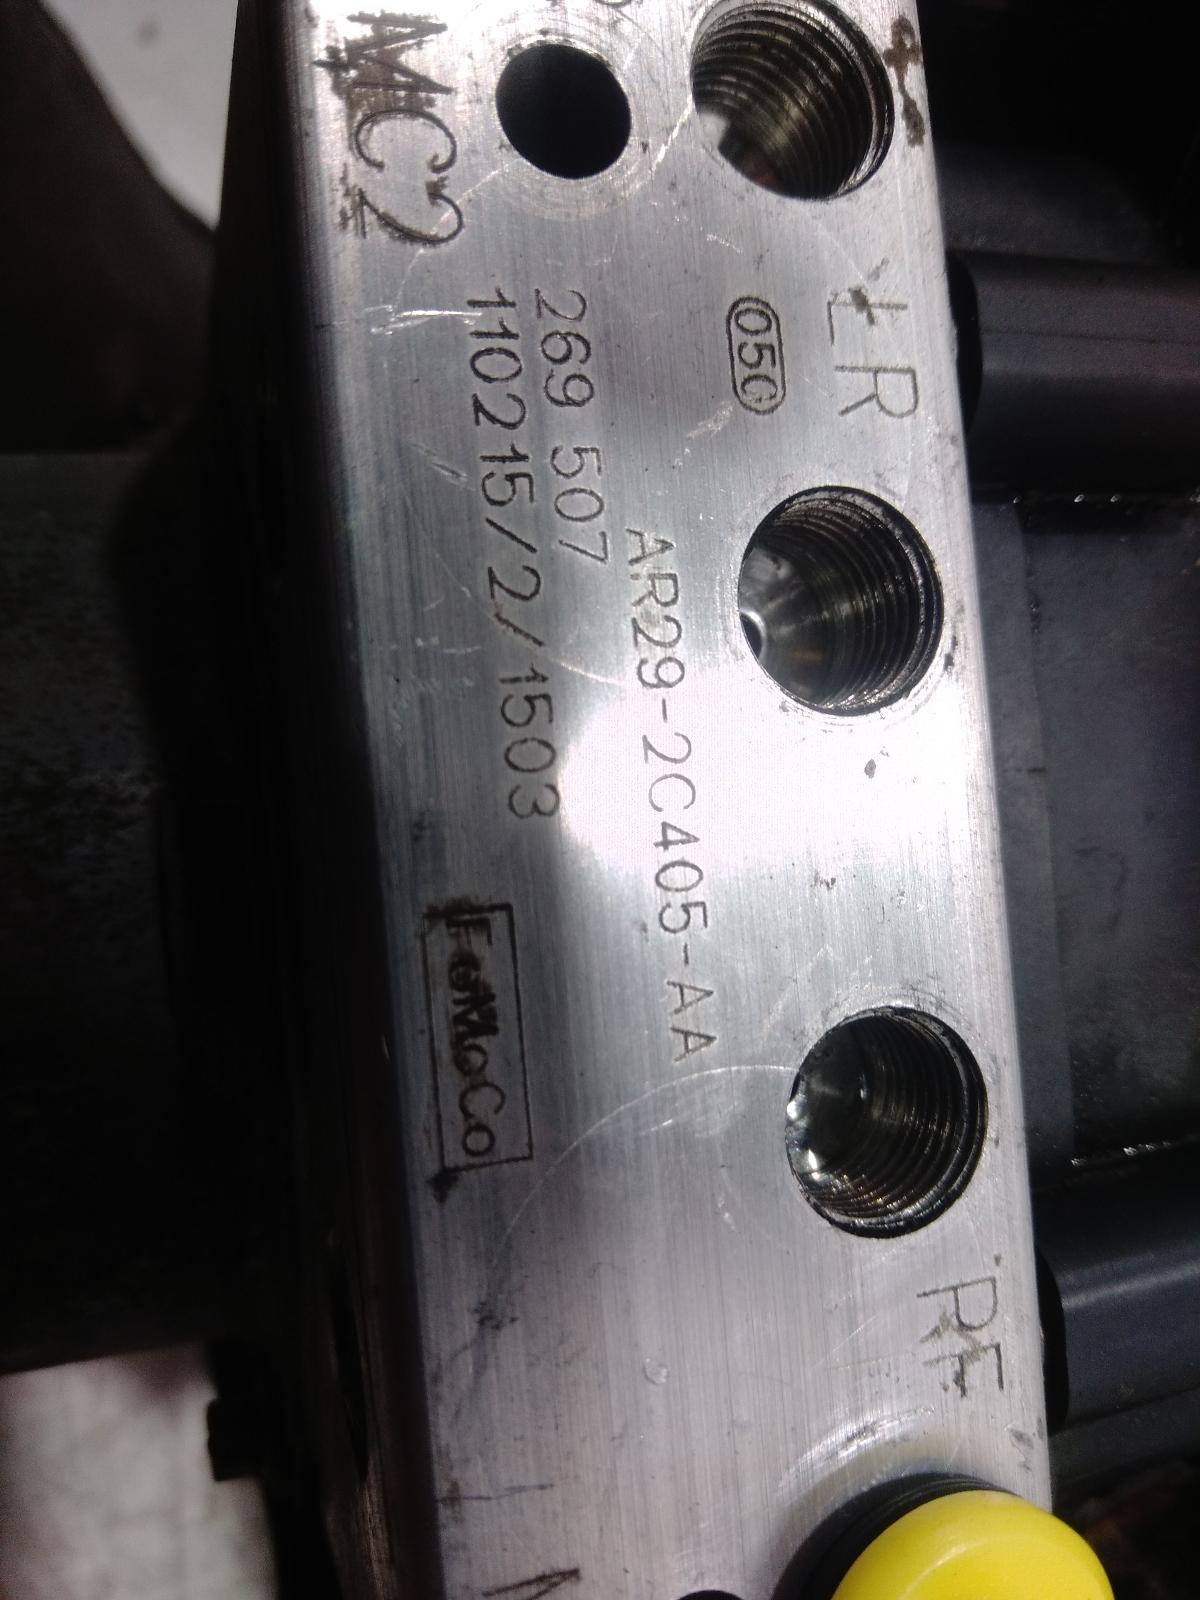 MC2
LR
050
AR29-2C405-AA
269 507
110215/2/1503
FoMoCo
RF